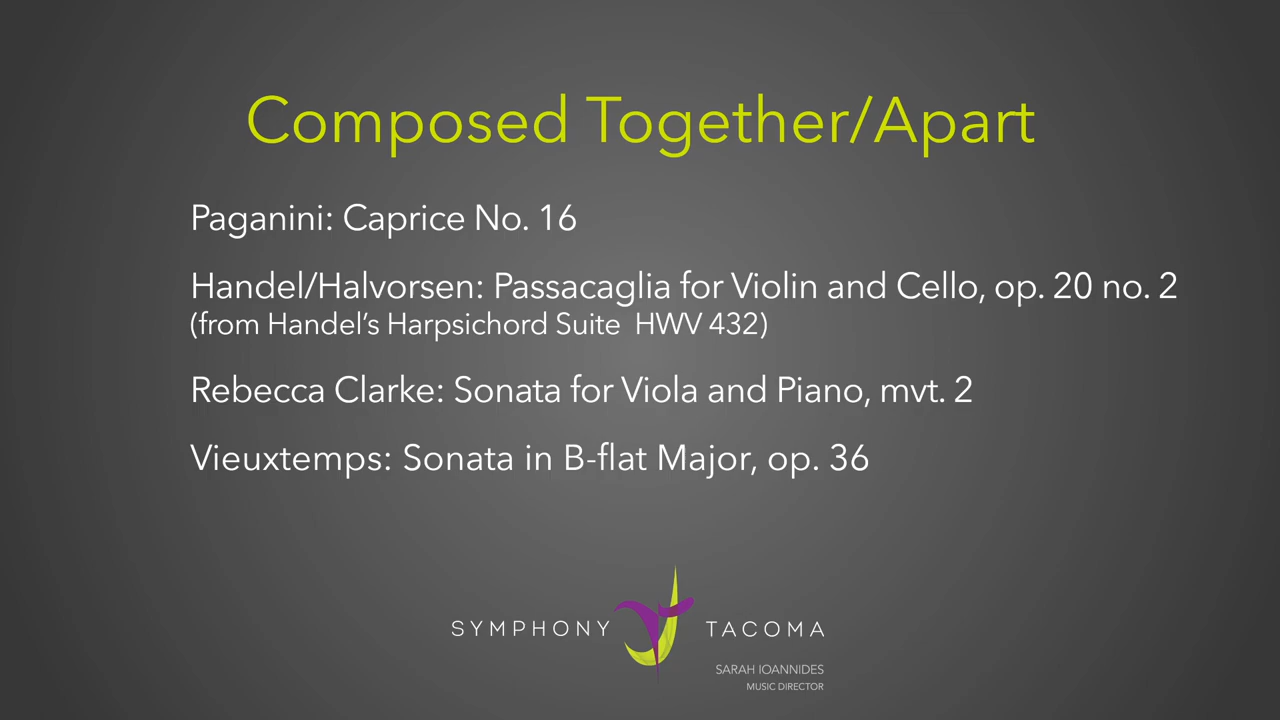 Composed Together/Apart
Paganini: Caprice No. 16
Handel/Halvorsen: Passacaglia for Violin and Cello, op. 20 no. 2
(from Handel’s Harpsichord Suite HWV 432)
Rebecca Clarke: Sonata for Viola and Piano, mvt. 2
Vieuxtemps: Sonata in B-flat Major, op. 36
SYMPHONY TACOMA
SARAH IOANNIDES
MUSIC DIRECTOR